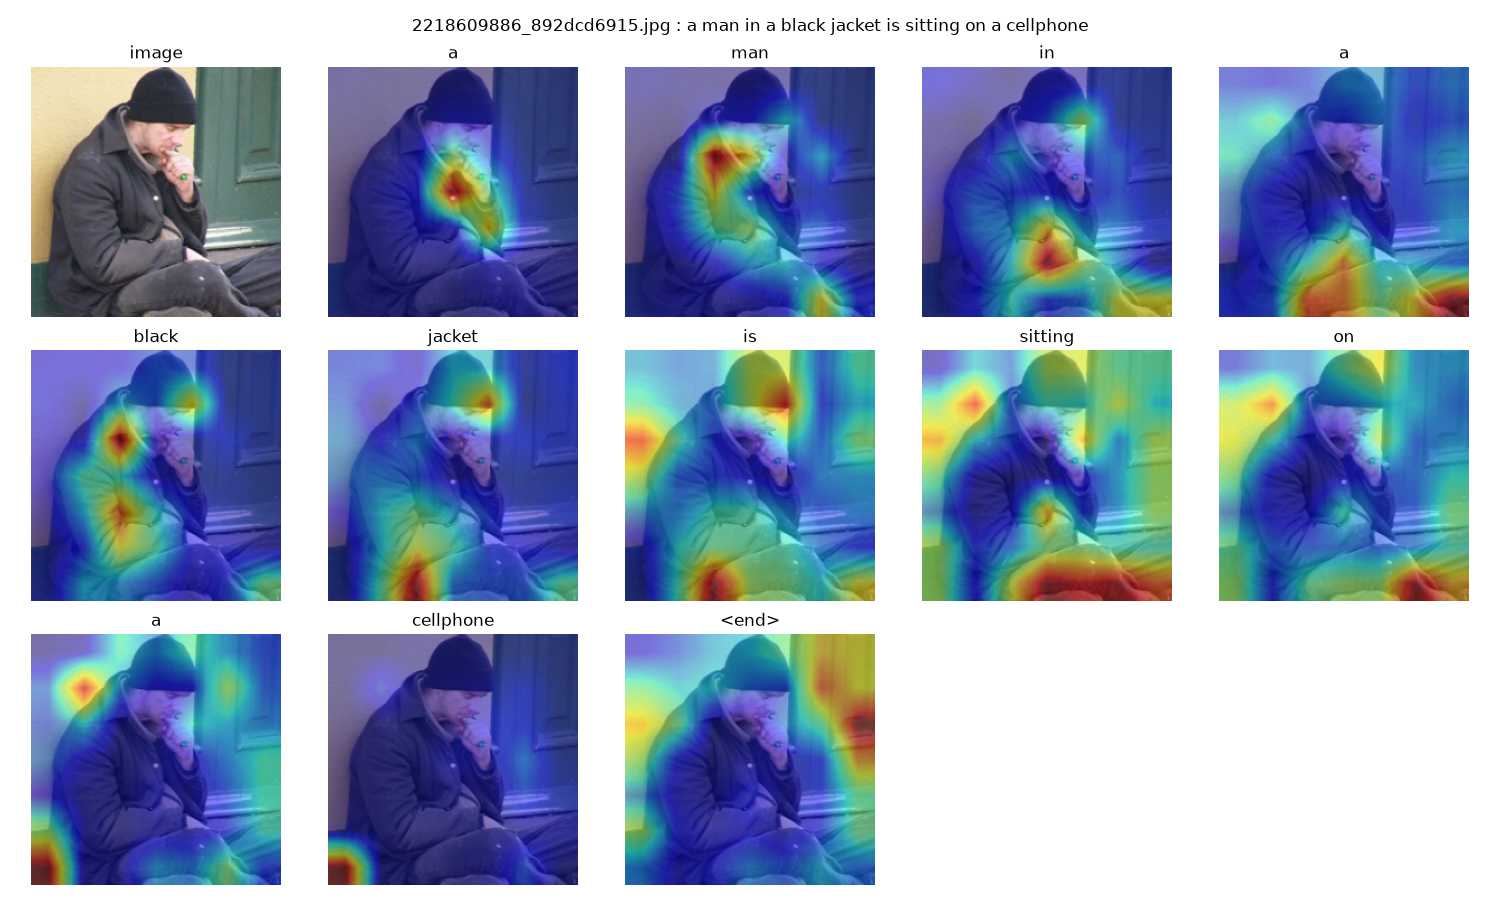 2218609886_892dcd6915.jpg : a man in a black jacket is sitting on a cellphone
image a man in a
black jacket is sitting on
a cellphone <end>